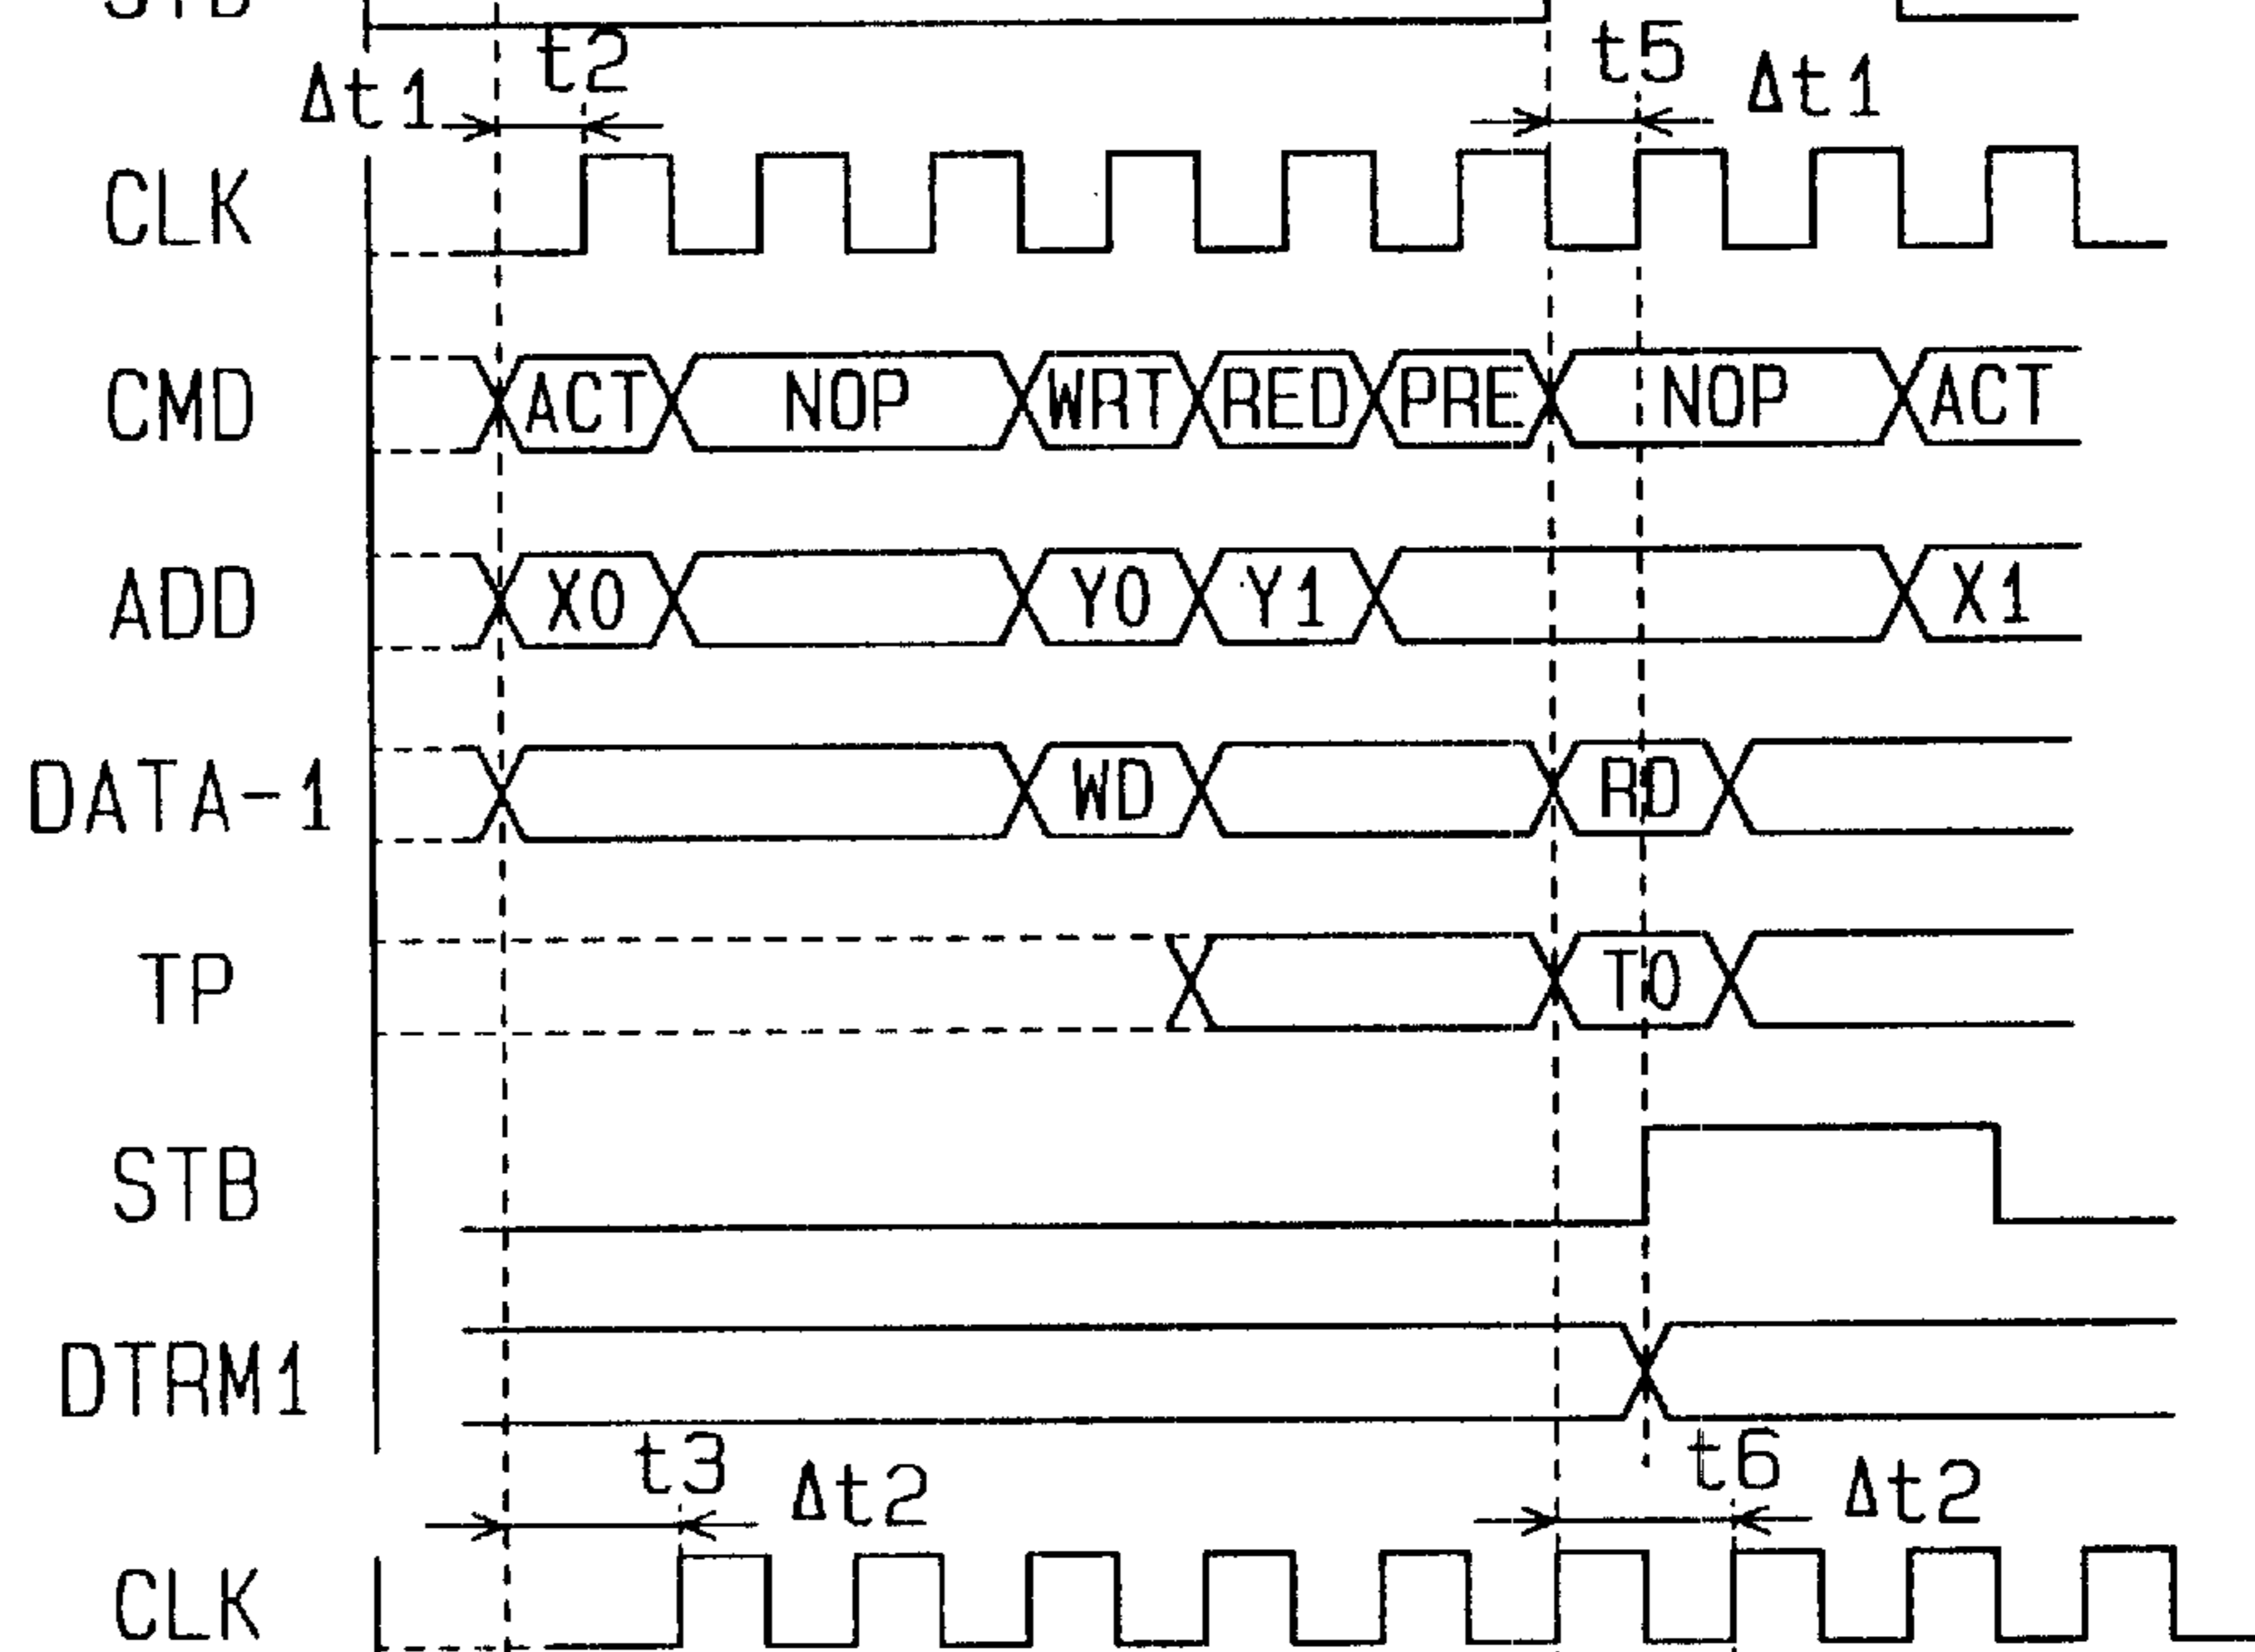 STB
t2 t5
Δt1 Δt1
CLK
CMD ACT NOP WRT RED PRE NOP ACT
ADD X0 Y0 Y1 X1
DATA-1 WD RD
TP T0
STB
DTRM1
t3 Δt2 t6 Δt2
CLK